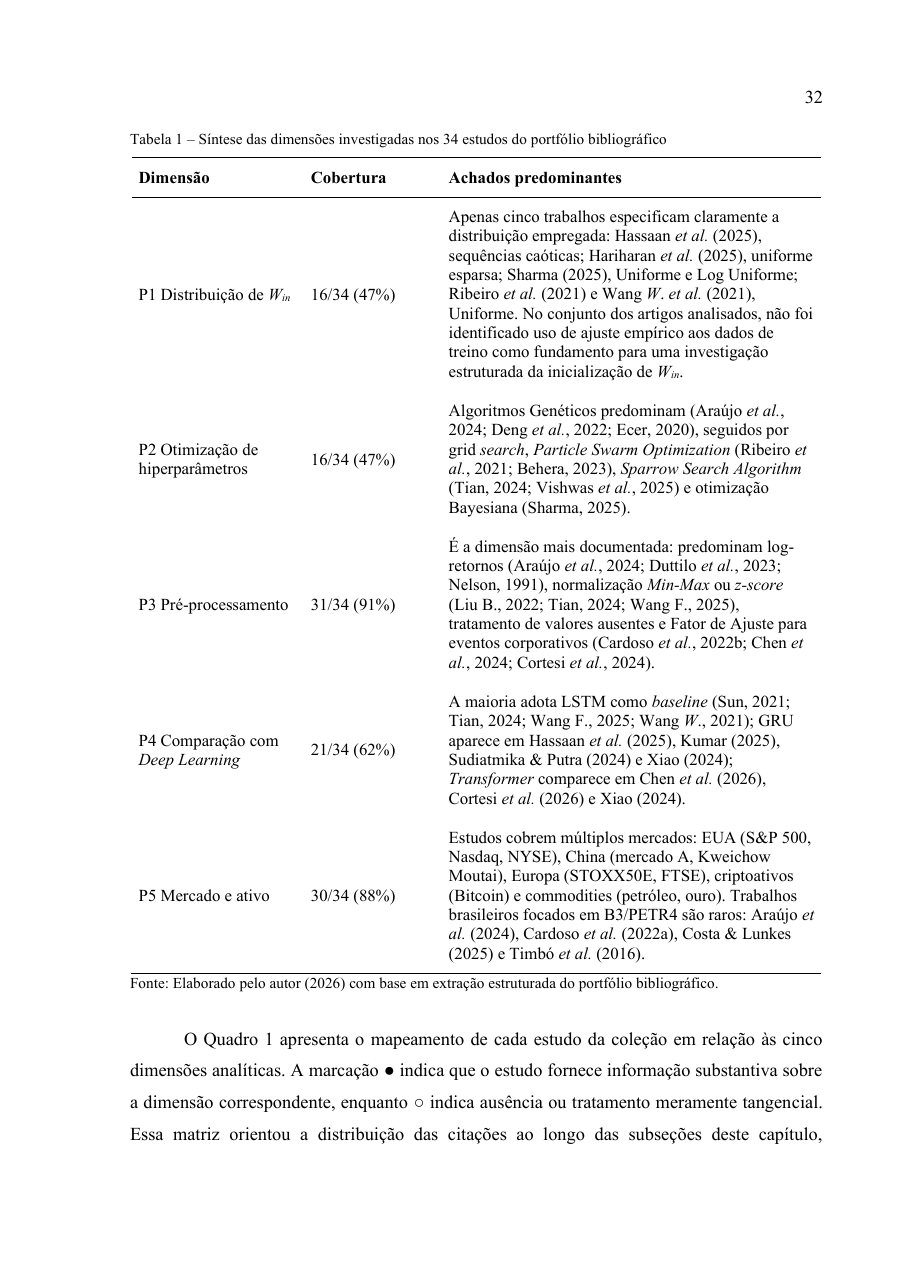 32
Tabela 1 – Síntese das dimensões investigadas nos 34 estudos do portfólio bibliográfico
Dimensão Cobertura Achados predominantes
P1 Distribuição de Win 16/34 (47%)
Apenas cinco trabalhos especificam claramente a
distribuição empregada: Hassaan et al. (2025),
sequências caóticas; Hariharan et al. (2025), uniforme
esparsa; Sharma (2025), Uniforme e Log Uniforme;
Ribeiro et al. (2021) e Wang W. et al. (2021),
Uniforme. No conjunto dos artigos analisados, não foi
identificado uso de ajuste empírico aos dados de
treino como fundamento para uma investigação
estruturada da inicialização de Win.
P2 Otimização de
hiperparâmetros
16/34 (47%)
Algoritmos Genéticos predominam (Araújo et al.,
2024; Deng et al., 2022; Ecer, 2020), seguidos por
grid search, Particle Swarm Optimization (Ribeiro et
al., 2021; Behera, 2023), Sparrow Search Algorithm
(Tian, 2024; Vishwas et al., 2025) e otimização
Bayesiana (Sharma, 2025).
P3 Pré-processamento 31/34 (91%)
É a dimensão mais documentada: predominam log-
retornos (Araújo et al., 2024; Duttilo et al., 2023;
Nelson, 1991), normalização Min-Max ou z-score
(Liu B., 2022; Tian, 2024; Wang F., 2025),
tratamento de valores ausentes e Fator de Ajuste para
eventos corporativos (Cardoso et al., 2022b; Chen et
al., 2024; Cortesi et al., 2024).
P4 Comparação com
Deep Learning
21/34 (62%)
A maioria adota LSTM como baseline (Sun, 2021;
Tian, 2024; Wang F., 2025; Wang W., 2021); GRU
aparece em Hassaan et al. (2025), Kumar (2025),
Sudiatmika & Putra (2024) e Xiao (2024);
Transformer comparece em Chen et al. (2026),
Cortesi et al. (2026) e Xiao (2024).
P5 Mercado e ativo 30/34 (88%)
Estudos cobrem múltiplos mercados: EUA (S&P 500,
Nasdaq, NYSE), China (mercado A, Kweichow
Moutai), Europa (STOXX50E, FTSE), criptoativos
(Bitcoin) e commodities (petróleo, ouro). Trabalhos
brasileiros focados em B3/PETR4 são raros: Araújo et
al. (2024), Cardoso et al. (2022a), Costa & Lunkes
(2025) e Timbó et al. (2016).
Fonte: Elaborado pelo autor (2026) com base em extração estruturada do portfólio bibliográfico.
O Quadro 1 apresenta o mapeamento de cada estudo da coleção em relação às cinco
dimensões analíticas. A marcação ● indica que o estudo fornece informação substantiva sobre
a dimensão correspondente, enquanto ○ indica ausência ou tratamento meramente tangencial.
Essa matriz orientou a distribuição das citações ao longo das subseções deste capítulo,